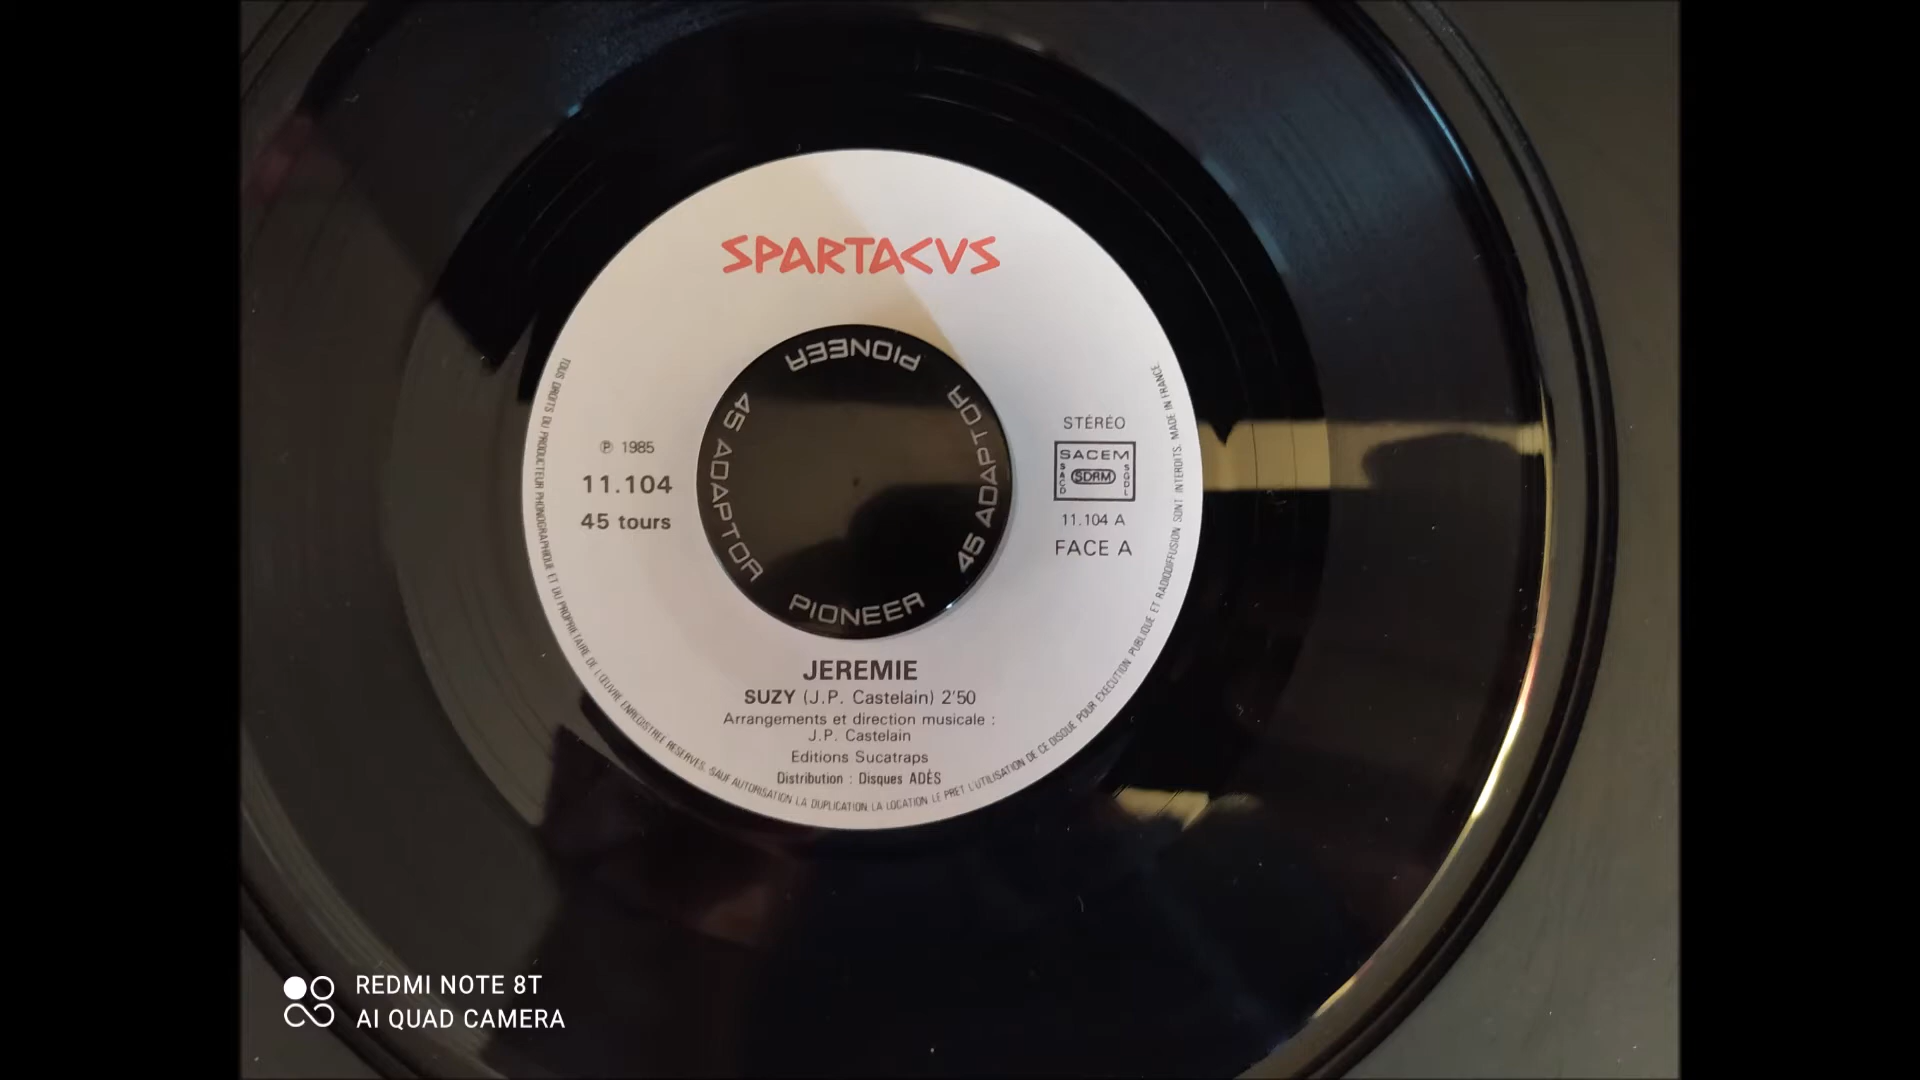 SPARTACVS
PIONEER
45 ADAPTOR
PIONEER
45 ADAPTOR
℗ 1985
11.104
45 tours
STÉRÉO
SACEM
SACD
SDRM
SGDL
11.104 A
FACE A
JEREMIE
SUZY (J.P. Castelain) 2'50
Arrangements et direction musicale :
J.P. Castelain
Editions Sucatraps
Distribution : Disques ADÈS
TOUS DROITS DU PRODUCTEUR PHONOGRAPHIQUE ET DU PROPRIETAIRE DE L'ŒUVRE ENREGISTREE RESERVES. SAUF AUTORISATION LA DUPLICATION LA LOCATION LE PRET L'UTILISATION DE CE DISQUE POUR EXECUTION PUBLIQUE ET RADIODIFFUSION SONT INTERDITS. MADE IN FRANCE.
REDMI NOTE 8T
AI QUAD CAMERA